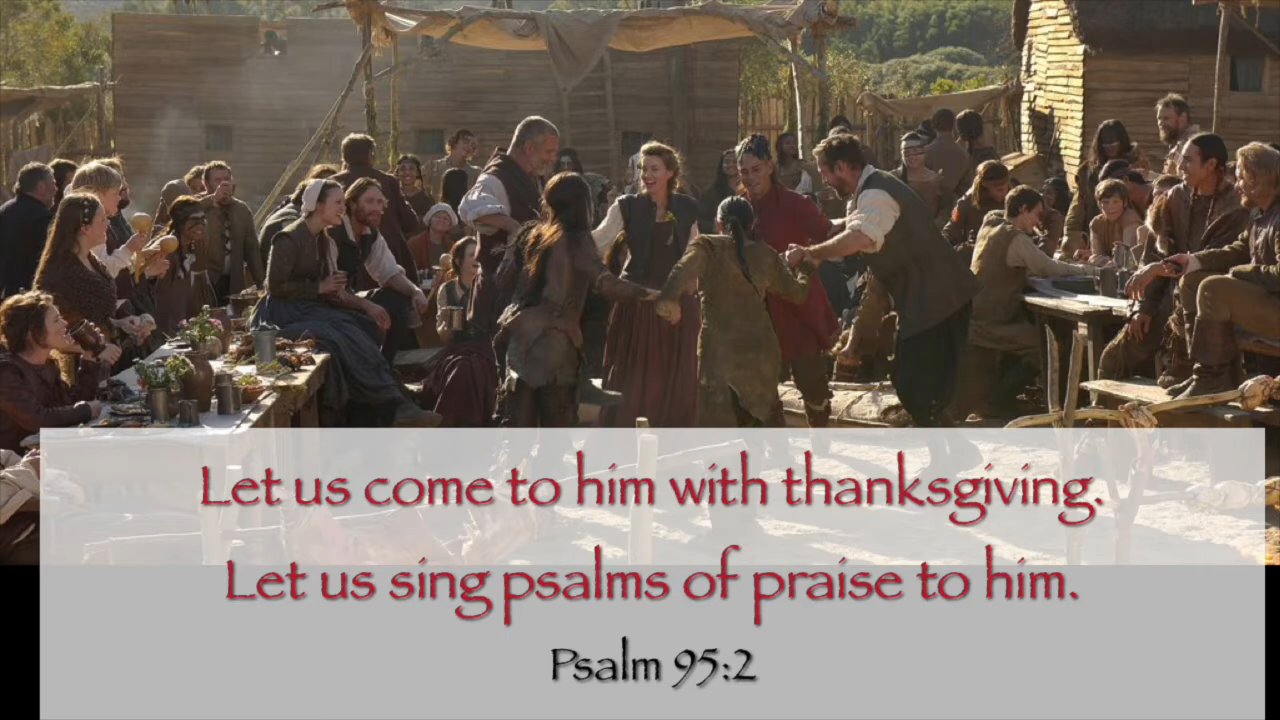 Let us come to him with thanksgiving.
Let us sing psalms of praise to him.
Psalm 95:2